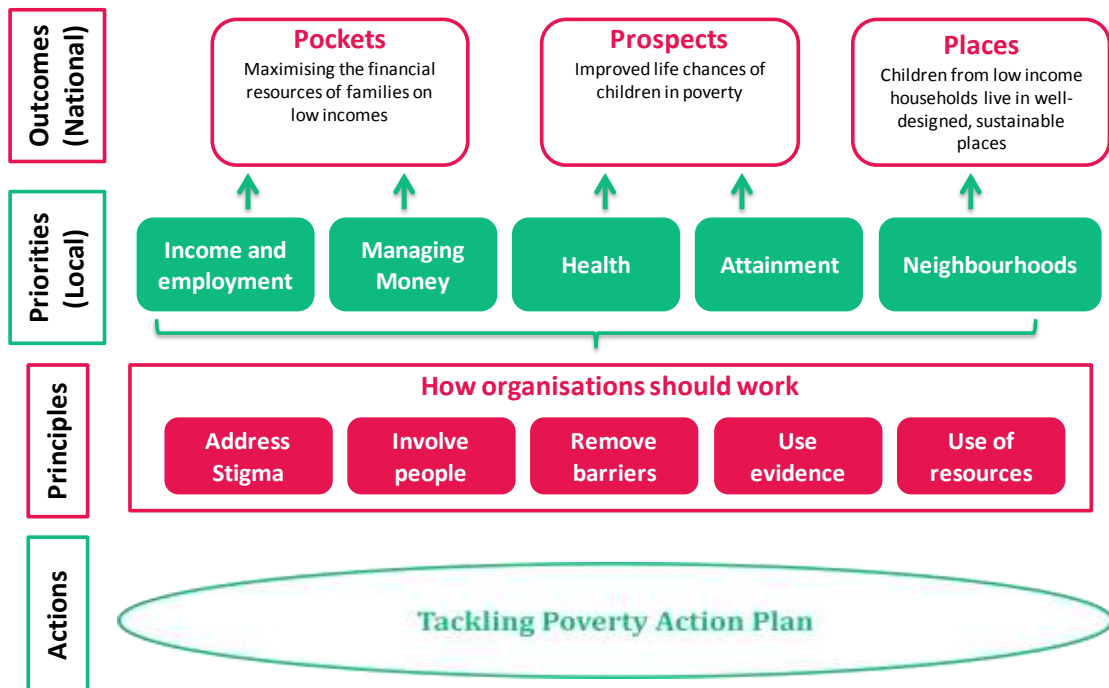 Outcomes
(National)
Pockets
Maximising the financial
resources of families on
low incomes
Prospects
Improved life chances of
children in poverty
Places
Children from low income
households live in well-
designed, sustainable
places
Priorities
(Local)
Income and
employment
Managing
Money
Health
Attainment
Neighbourhoods
Principles
How organisations should work
Address
Stigma
Involve
people
Remove
barriers
Use
evidence
Use of
resources
Actions
Tackling Poverty Action Plan